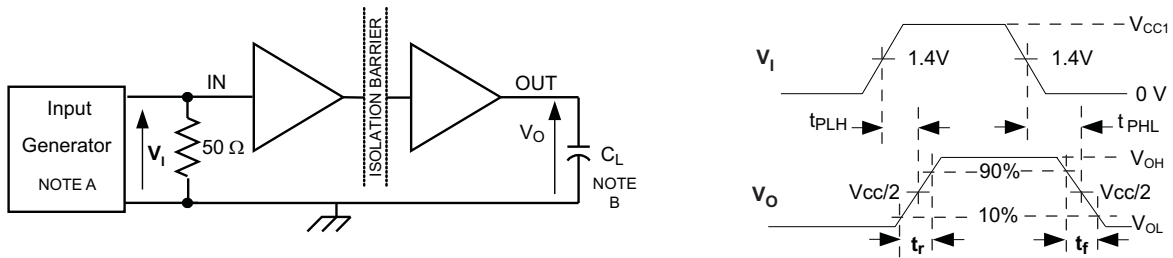 Input
Generator
NOTE A
V_I
50 Ω
IN
ISOLATION BARRIER
OUT
V_O
C_L
NOTE
B
V_I
1.4V
1.4V
V_CC1
0 V
t_PLH
t_PHL
V_O
Vcc/2
90%
10%
Vcc/2
V_OH
V_OL
t_r
t_f